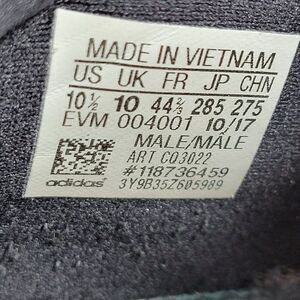 MADE IN VIETNAM
US UK FR JP CHN
10½ 10 44⅔ 285 275
EVM 004001 10/17
MALE/MÂLE
ART CQ3022
#118736459
adidas® 3Y9B35Z605989